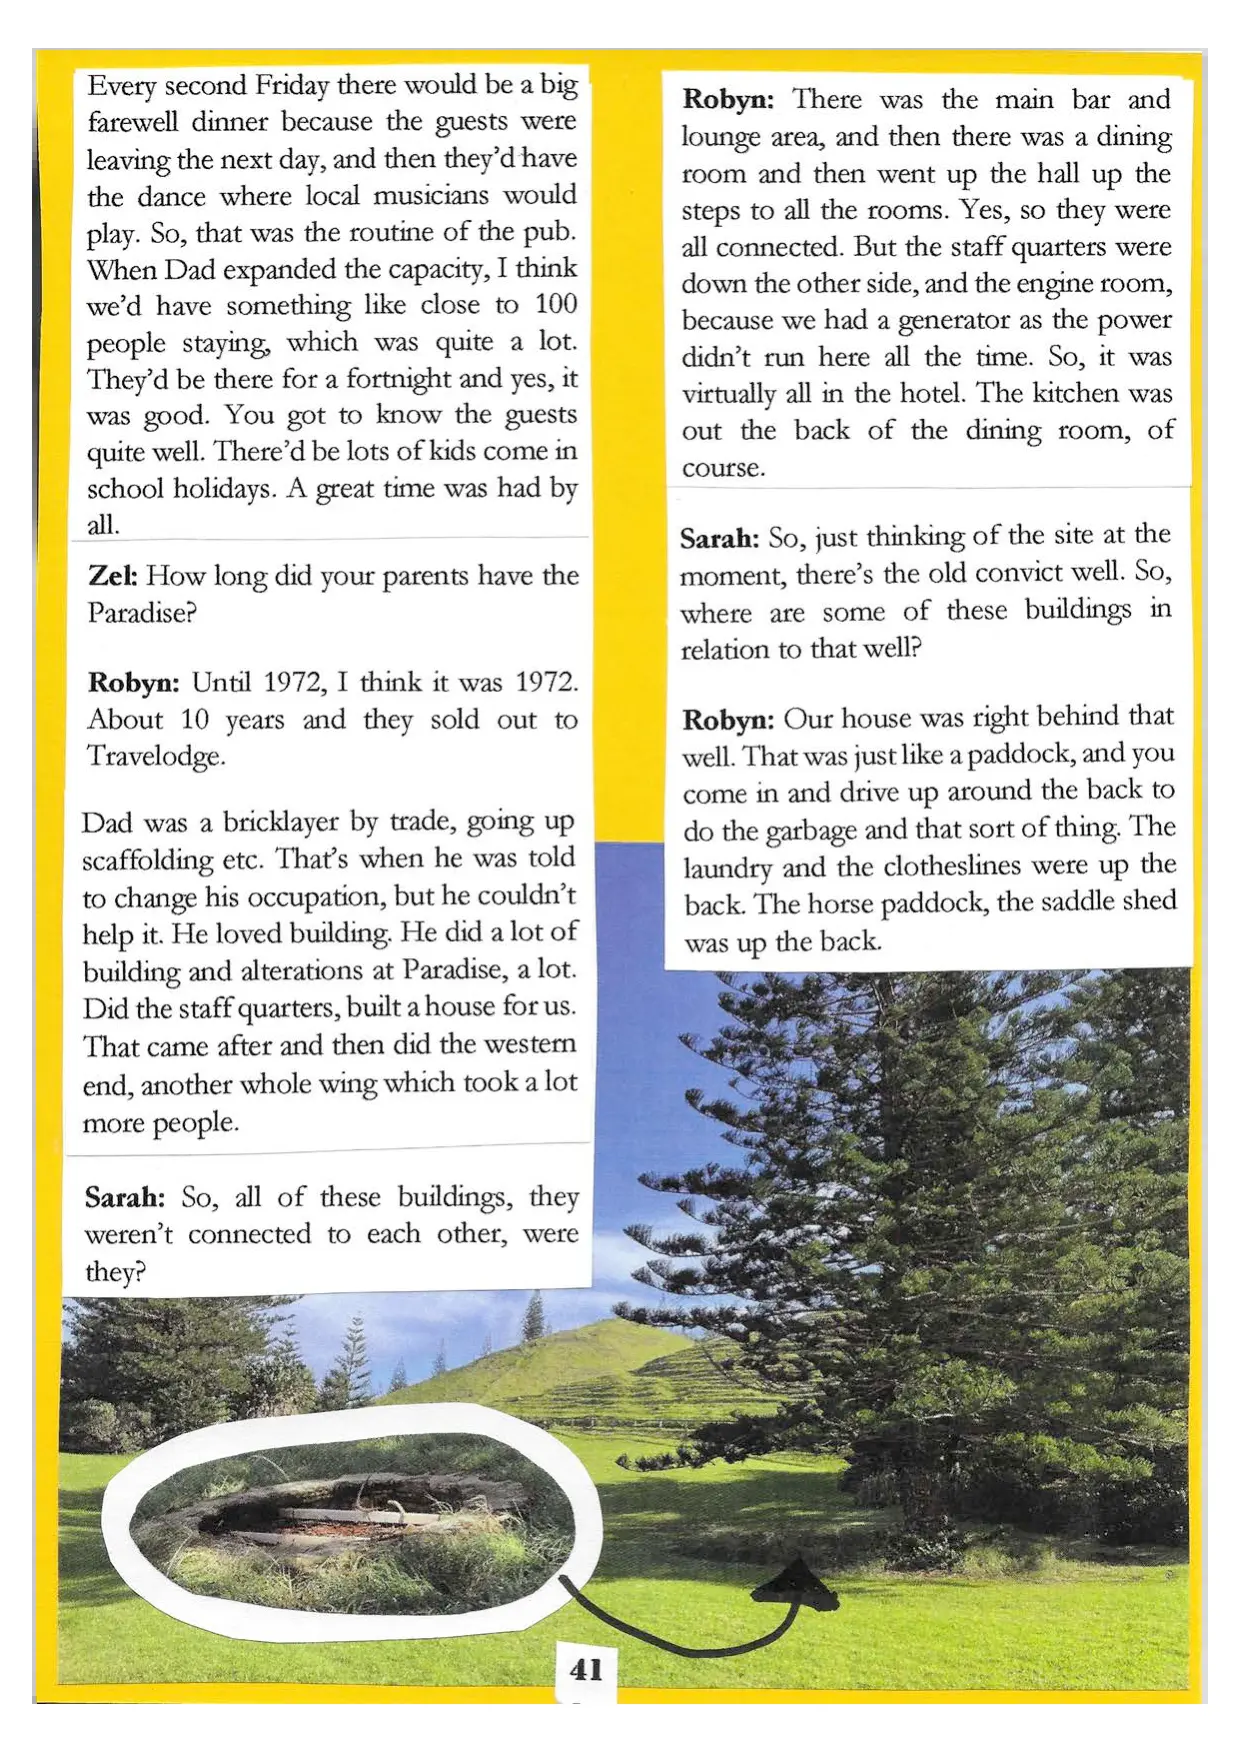 Every second Friday there would be a big
farewell dinner because the guests were
leaving the next day, and then they'd have
the dance where local musicians would
play. So, that was the routine of the pub.
When Dad expanded the capacity, I think
we'd have something like close to 100
people staying, which was quite a lot.
They'd be there for a fortnight and yes, it
was good. You got to know the guests
quite well. There'd be lots of kids come in
school holidays. A great time was had by
all.
Zel: How long did your parents have the
Paradise?
Robyn: Until 1972, I think it was 1972.
About 10 years and they sold out to
Travelodge.
Dad was a bricklayer by trade, going up
scaffolding etc. That's when he was told
to change his occupation, but he couldn't
help it. He loved building. He did a lot of
building and alterations at Paradise, a lot.
Did the staff quarters, built a house for us.
That came after and then did the western
end, another whole wing which took a lot
more people.
Sarah: So, all of these buildings, they
weren't connected to each other, were
they?
Robyn: There was the main bar and
lounge area, and then there was a dining
room and then went up the hall up the
steps to all the rooms. Yes, so they were
all connected. But the staff quarters were
down the other side, and the engine room,
because we had a generator as the power
didn't run here all the time. So, it was
virtually all in the hotel. The kitchen was
out the back of the dining room, of
course.
Sarah: So, just thinking of the site at the
moment, there's the old convict well. So,
where are some of these buildings in
relation to that well?
Robyn: Our house was right behind that
well. That was just like a paddock, and you
come in and drive up around the back to
do the garbage and that sort of thing. The
laundry and the clotheslines were up the
back. The horse paddock, the saddle shed
was up the back.
41